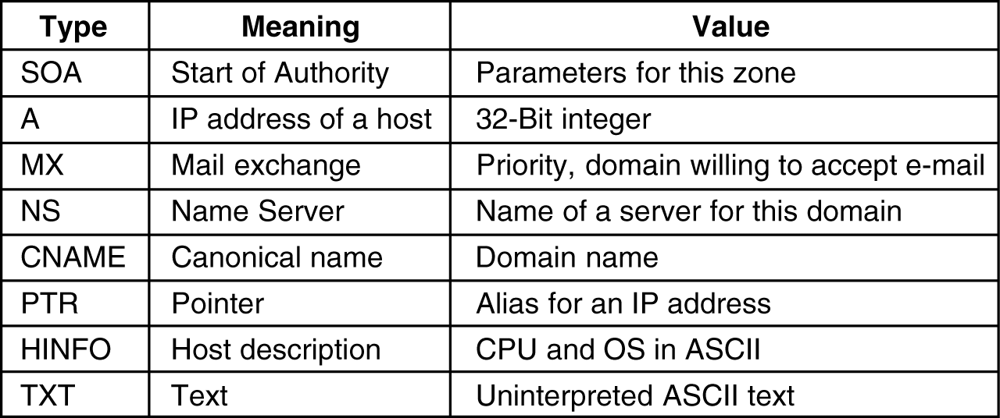 Type Meaning Value
SOA Start of Authority Parameters for this zone
A IP address of a host 32-Bit integer
MX Mail exchange Priority, domain willing to accept e-mail
NS Name Server Name of a server for this domain
CNAME Canonical name Domain name
PTR Pointer Alias for an IP address
HINFO Host description CPU and OS in ASCII
TXT Text Uninterpreted ASCII text